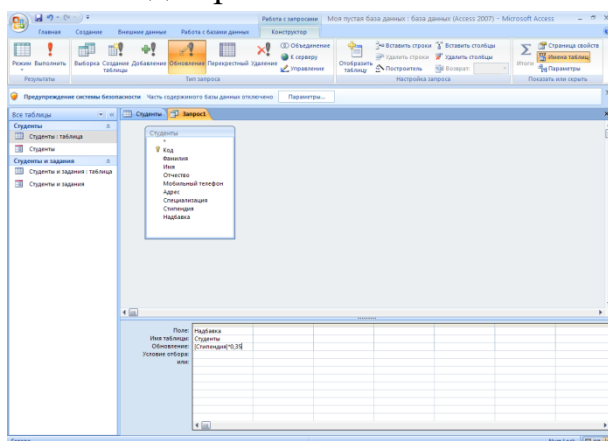 Работа с запросами
Моя пустая база данных : база данных (Access 2007) - Microsoft Access
Главная Создание Внешние данные Работа с базами данных Конструктор
Режим Выполнить
Выборка Создание таблицы Добавление Обновление Перекрестный Удаление
Объединение
К серверу
Управление
Отобразить таблицу
Вставить строки
Удалить строки
Построитель
Вставить столбцы
Удалить столбцы
Возврат:
Итоги
Страница свойств
Имена таблиц
Параметры
Результаты Тип запроса Настройка запроса Показать или скрыть
Предупреждение системы безопасности Часть содержимого базы данных отключено Параметры...
Все таблицы
Студенты
Студенты : таблица
Студенты
Студенты и задания
Студенты и задания : таблица
Студенты и задания
Студенты Запрос1
Студенты
*
Код
Фамилия
Имя
Отчество
Мобильный телефон
Адрес
Специализация
Стипендия
Надбавка
Поле: Надбавка
Имя таблицы: Студенты
Обновление: [Стипендия]*0,35
Условие отбора:
или: